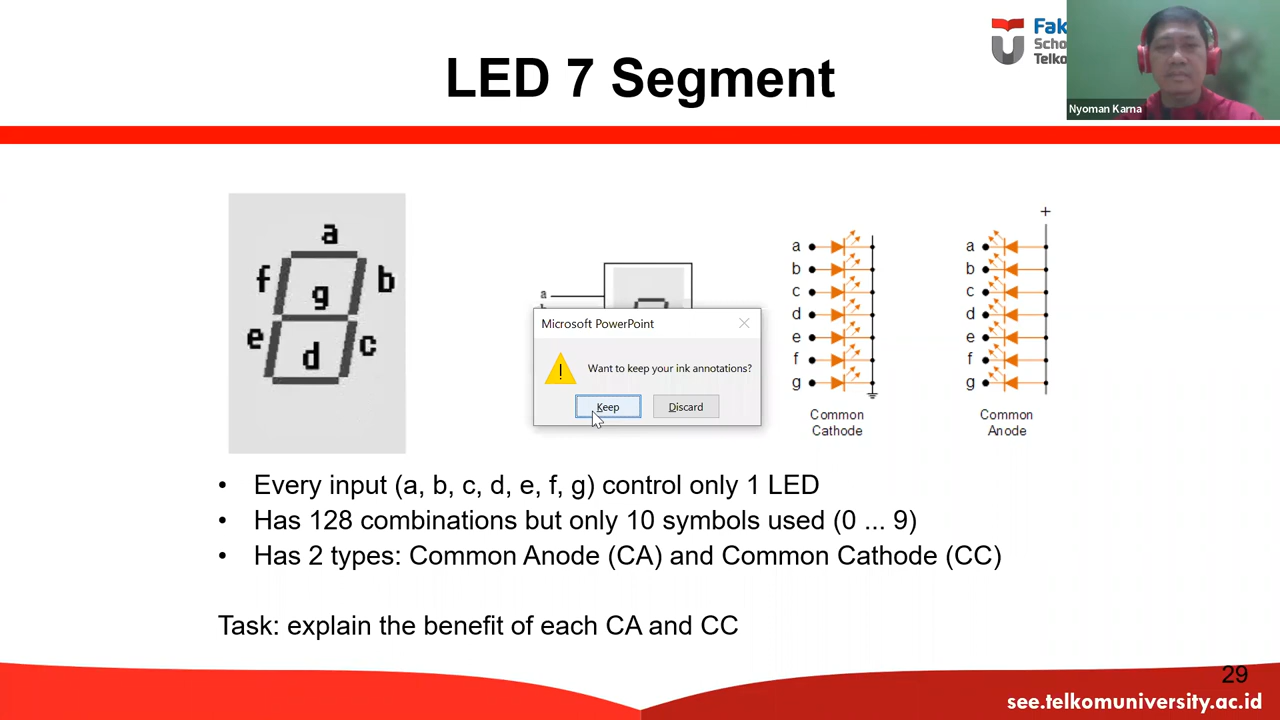 LED 7 Segment
Fak
Scho
Telko
Nyoman Karna
a
f
b
g
e
c
d
a
Microsoft PowerPoint
Want to keep your ink annotations?
Keep
Discard
a
b
c
d
e
f
g
Common
Cathode
+
a
b
c
d
e
f
g
Common
Anode
• Every input (a, b, c, d, e, f, g) control only 1 LED
• Has 128 combinations but only 10 symbols used (0 ... 9)
• Has 2 types: Common Anode (CA) and Common Cathode (CC)
Task: explain the benefit of each CA and CC
29
see.telkomuniversity.ac.id